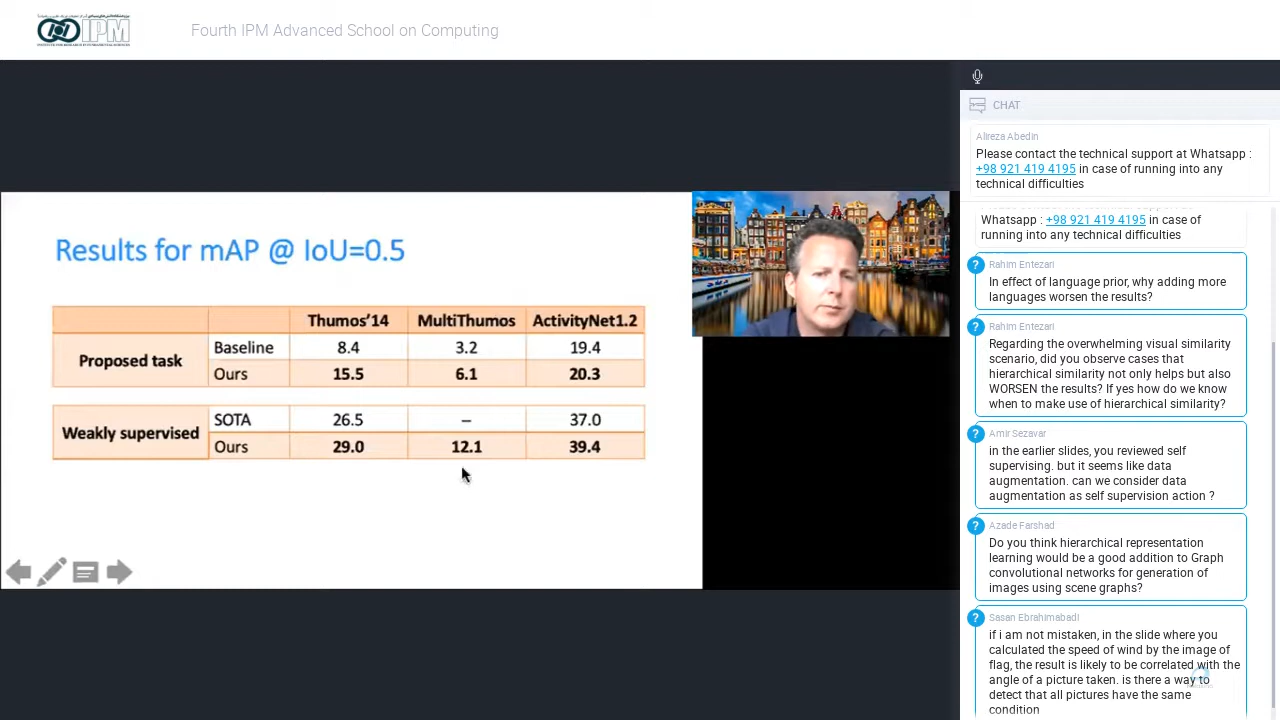 IPM
INSTITUTE FOR RESEARCH IN FUNDAMENTAL SCIENCES
Fourth IPM Advanced School on Computing
Results for mAP @ IoU=0.5
Thumos'14 MultiThumos ActivityNet1.2
Proposed task
Baseline 8.4 3.2 19.4
Ours 15.5 6.1 20.3
Weakly supervised
SOTA 26.5 – 37.0
Ours 29.0 12.1 39.4
CHAT
Alireza Abedin
Please contact the technical support at Whatsapp :
+98 921 419 4195 in case of running into any
technical difficulties
Whatsapp : +98 921 419 4195 in case of
running into any technical difficulties
?
Rahim Entezari
In effect of language prior, why adding more
languages worsen the results?
?
Rahim Entezari
Regarding the overwhelming visual similarity
scenario, did you observe cases that
hierarchical similarity not only helps but also
WORSEN the results? If yes how do we know
when to make use of hierarchical similarity?
?
Amir Sezavar
in the earlier slides, you reviewed self
supervising. but it seems like data
augmentation. can we consider data
augmentation as self supervision action ?
?
Azade Farshad
Do you think hierarchical representation
learning would be a good addition to Graph
convolutional networks for generation of
images using scene graphs?
?
Sasan Ebrahimabadi
if i am not mistaken, in the slide where you
calculated the speed of wind by the image of
flag, the result is likely to be correlated with the
angle of a picture taken. is there a way to
detect that all pictures have the same
condition